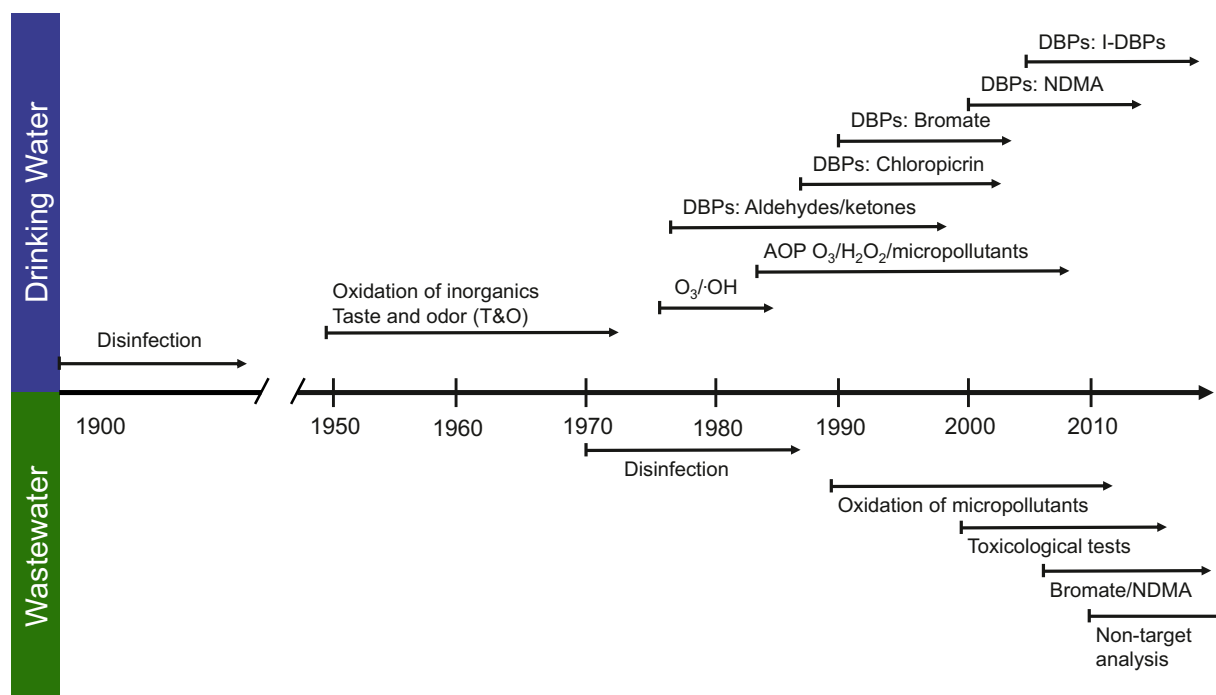 Drinking Water
DBPs: I-DBPs
DBPs: NDMA
DBPs: Bromate
DBPs: Chloropicrin
DBPs: Aldehydes/ketones
AOP O₃/H₂O₂/micropollutants
O₃/·OH
Oxidation of inorganics
Taste and odor (T&O)
Disinfection
1900
1950
1960
1970
1980
1990
2000
2010
Wastewater
Disinfection
Oxidation of micropollutants
Toxicological tests
Bromate/NDMA
Non-target
analysis